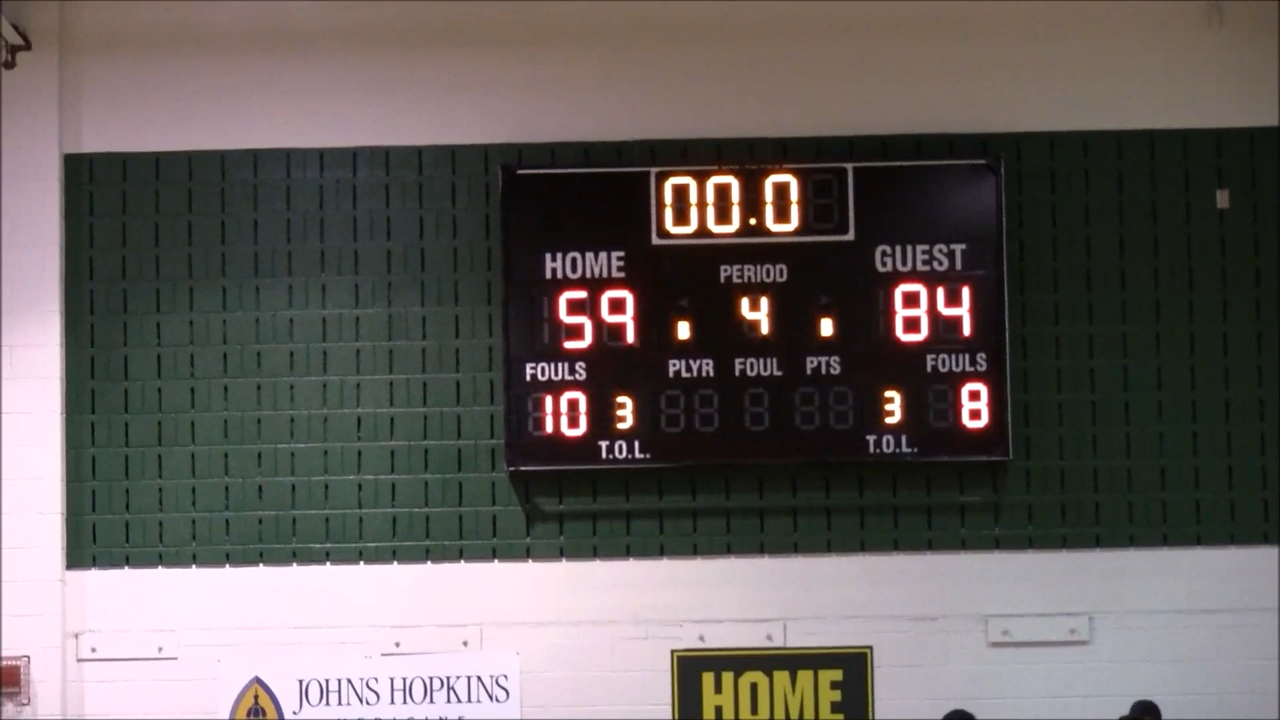 00.0
HOME
PERIOD
GUEST
59
4
84
FOULS
PLYR
FOUL
PTS
FOULS
10
3
3
8
T.O.L.
T.O.L.
JOHNS HOPKINS
MEDICINE
HOME